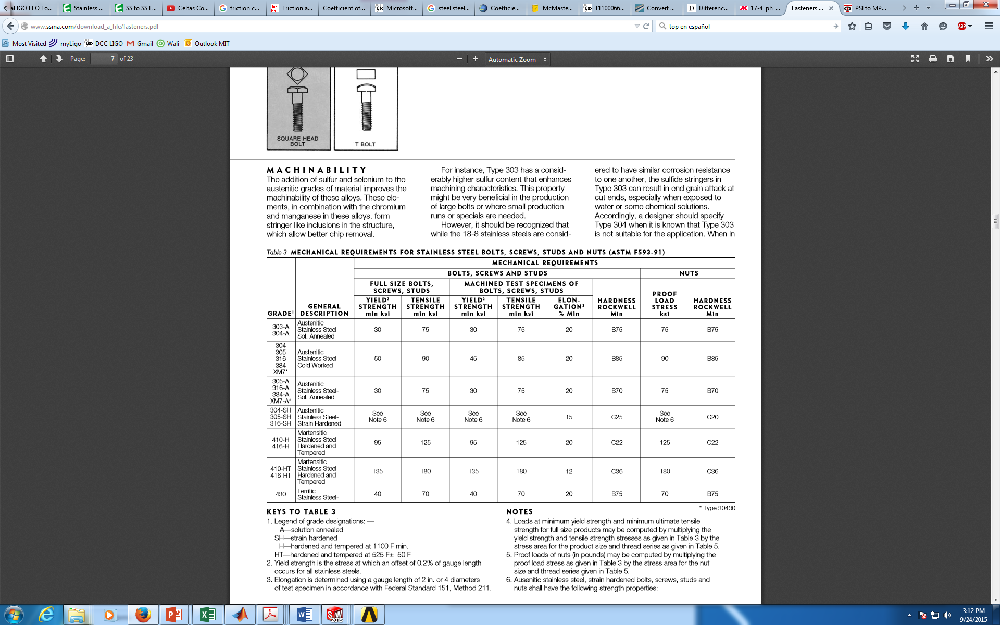 aLIGO LLO Lo...
Stainless ...
SS to SS F...
Celtas Co...
friction c...
Friction a...
Coefficient of...
Microsoft...
steel steel...
Coefficie...
McMaste...
T1100066...
Convert ...
Differenc...
17-4_ph_...
Fasteners ...
PSI to MP...
www.ssina.com/download_a_file/fasteners.pdf
top en español
ABP
Most Visited
myLigo
DCC LIGO
Gmail
Wali
Outlook MIT
Page: 7 of 23
Automatic Zoom
SQUARE HEAD
BOLT
T BOLT
MACHINABILITY
The addition of sulfur and selenium to the
austenitic grades of material improves the
machinability of these alloys. These ele-
ments, in combination with the chromium
and manganese in these alloys, form
stringer like inclusions in the structure,
which allow better chip removal.
For instance, Type 303 has a consid-
erably higher sulfur content that enhances
machining characteristics. This property
might be very beneficial in the production
of large bolts or where small production
runs or specials are needed.
However, it should be recognized that
while the 18-8 stainless steels are consid-
ered to have similar corrosion resistance
to one another, the sulfide stringers in
Type 303 can result in end grain attack at
cut ends, especially when exposed to
water or some chemical solutions.
Accordingly, a designer should specify
Type 304 when it is known that Type 303
is not suitable for the application. When in
Table 3 MECHANICAL REQUIREMENTS FOR STAINLESS STEEL BOLTS, SCREWS, STUDS AND NUTS (ASTM F593-91)
MECHANICAL REQUIREMENTS
BOLTS, SCREWS AND STUDS
NUTS
FULL SIZE BOLTS,
SCREWS, STUDS
MACHINED TEST SPECIMENS OF
BOLTS, SCREWS, STUDS
GRADE¹
GENERAL
DESCRIPTION
YIELD²
STRENGTH
min ksi
TENSILE
STRENGTH
min ksi
YIELD²
STRENGTH
min ksi
TENSILE
STRENGTH
min ksi
ELON-
GATION³
% Min
HARDNESS
ROCKWELL
Min
PROOF
LOAD
STRESS
ksi
HARDNESS
ROCKWELL
Min
303-A
304-A
Austenitic
Stainless Steel-
Sol. Annealed
30 75 30 75 20 B75 75 B75
304
305
316
384
XM7*
Austenitic
Stainless Steel-
Cold Worked
50 90 45 85 20 B85 90 B85
305-A
316-A
384-A
XM7-A*
Austenitic
Stainless Steel-
Sol. Annealed
30 75 30 75 20 B70 75 B70
304-SH
305-SH
316-SH
Austenitic
Stainless Steel-
Strain Hardened
See
Note 6
See
Note 6
See
Note 6
See
Note 6
15
C25
See
Note 6
C20
410-H
416-H
Martensitic
Stainless Steel-
Hardened and
Tempered
95 125 95 125 20 C22 125 C22
410-HT
416-HT
Martensitic
Stainless Steel-
Hardened and
Tempered
135 180 135 180 12 C36 180 C36
430
Ferritic
Stainless Steel-
40 70 40 70 20 B75 70 B75
* Type 30430
KEYS TO TABLE 3
1. Legend of grade designations: —
A—solution annealed
SH—strain hardened
H—hardened and tempered at 1100 F min.
HT—hardened and tempered at 525 F± 50 F
2. Yield strength is the stress at which an offset of 0.2% of gauge length
occurs for all stainless steels.
3. Elongation is determined using a gauge length of 2 in. or 4 diameters
of test specimen in accordance with Federal Standard 151, Method 211.
NOTES
4. Loads at minimum yield strength and minimum ultimate tensile
strength for full size products may be computed by multiplying the
yield strength and tensile strength stresses as given in Table 3 by the
stress area for the product size and thread series as given in Table 5.
5. Proof loads of nuts (in pounds) may be computed by multiplying the
proof load stress as given in Table 3 by the stress area for the nut
size and thread series given in Table 5.
6. Ausenitic stainless steel, strain hardened bolts, screws, studs and
nuts shall have the following strength properties:
3:12 PM
9/24/2015